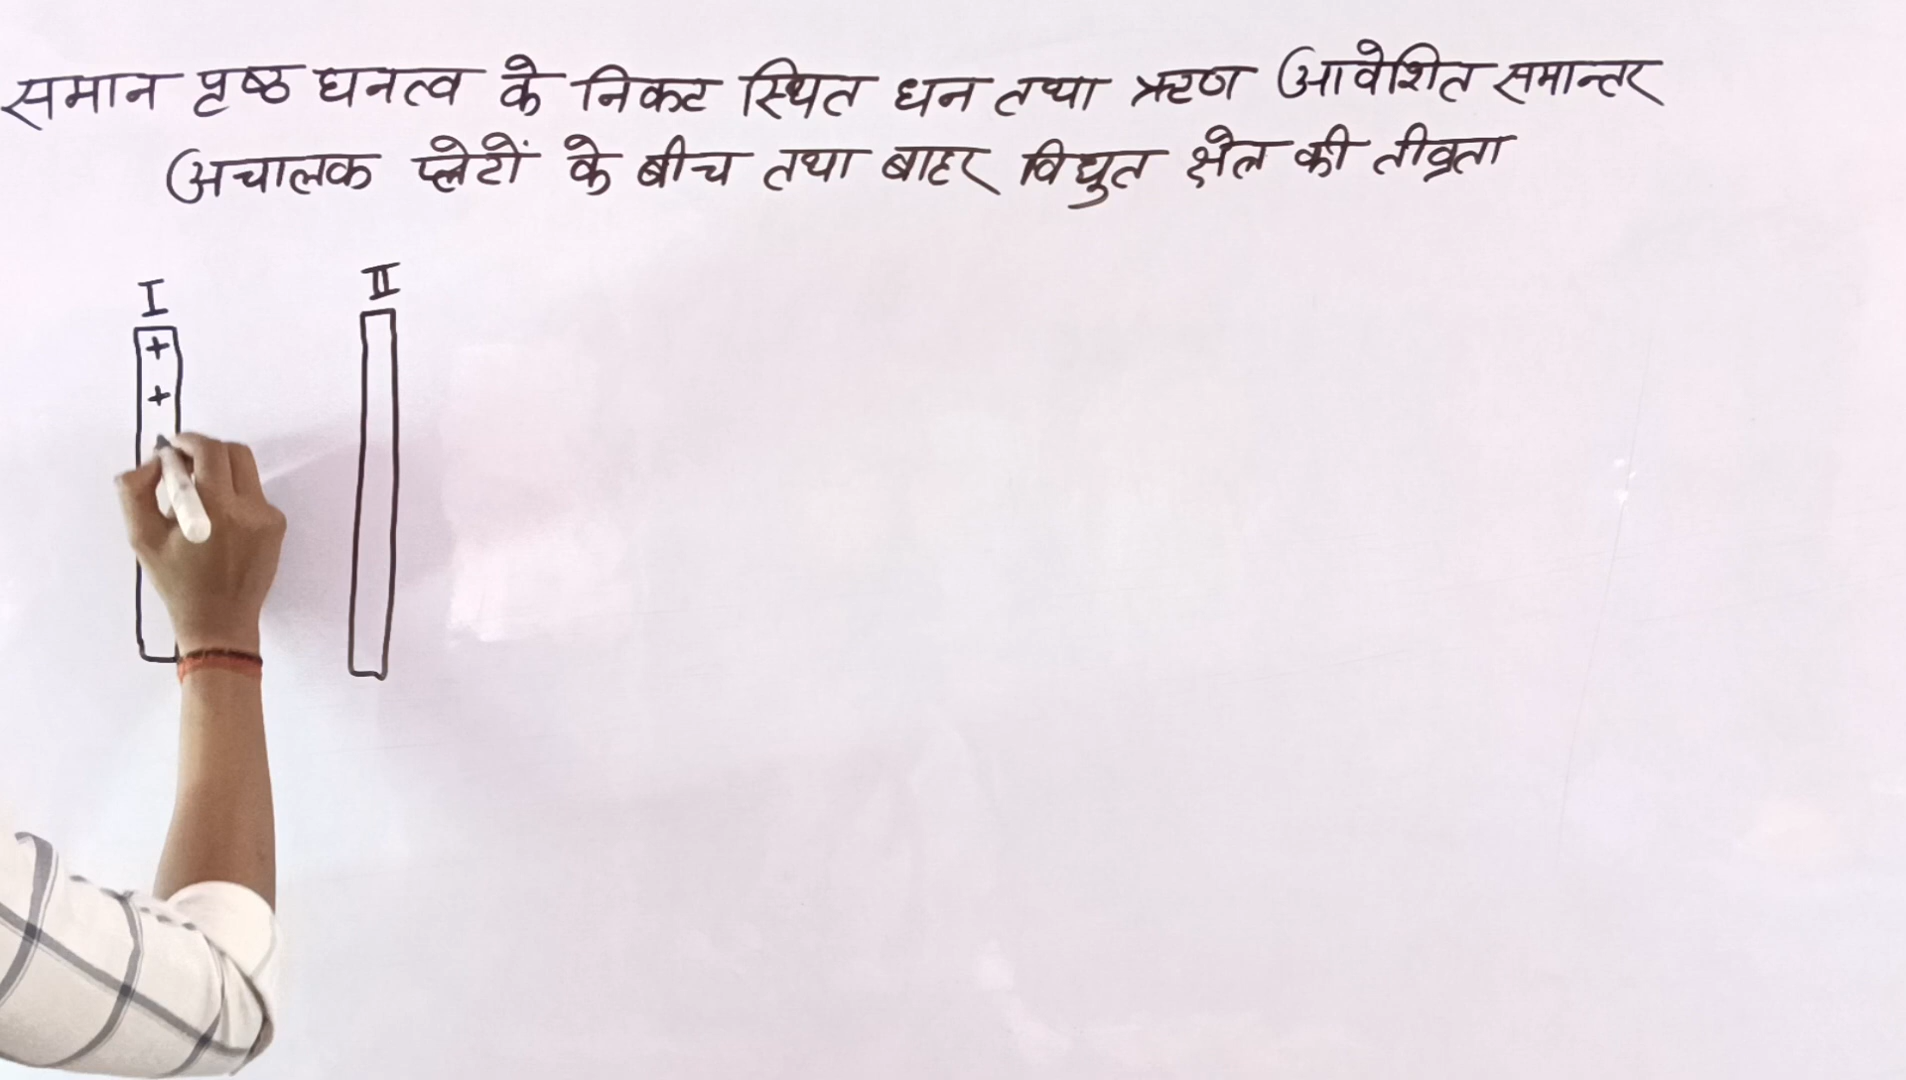 समान पृष्ठ घनत्व के निकट स्थित धन तथा ऋण आवेशित समान्तर
अचालक प्लेटों के बीच तथा बाहर विद्युत क्षेत्र की तीव्रता
I II
+
+